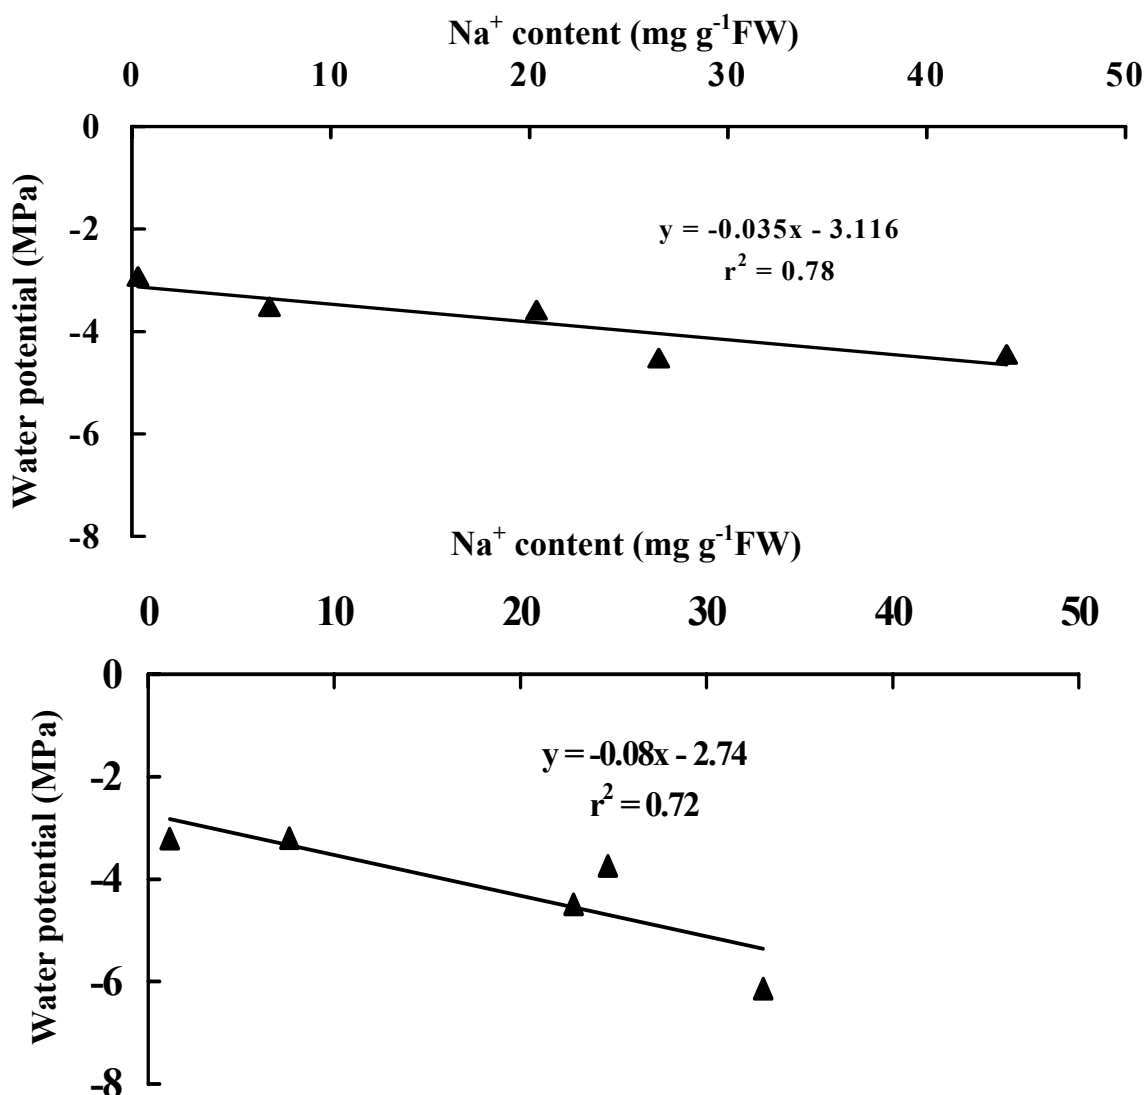 Na⁺ content (mg g⁻¹FW)
0 10 20 30 40 50
0
-2
-4
-6
-8
Water potential (MPa)
y = -0.035x - 3.116
r² = 0.78
Na⁺ content (mg g⁻¹FW)
0 10 20 30 40 50
0
-2
-4
-6
-8
Water potential (MPa)
y = -0.08x - 2.74
r² = 0.72